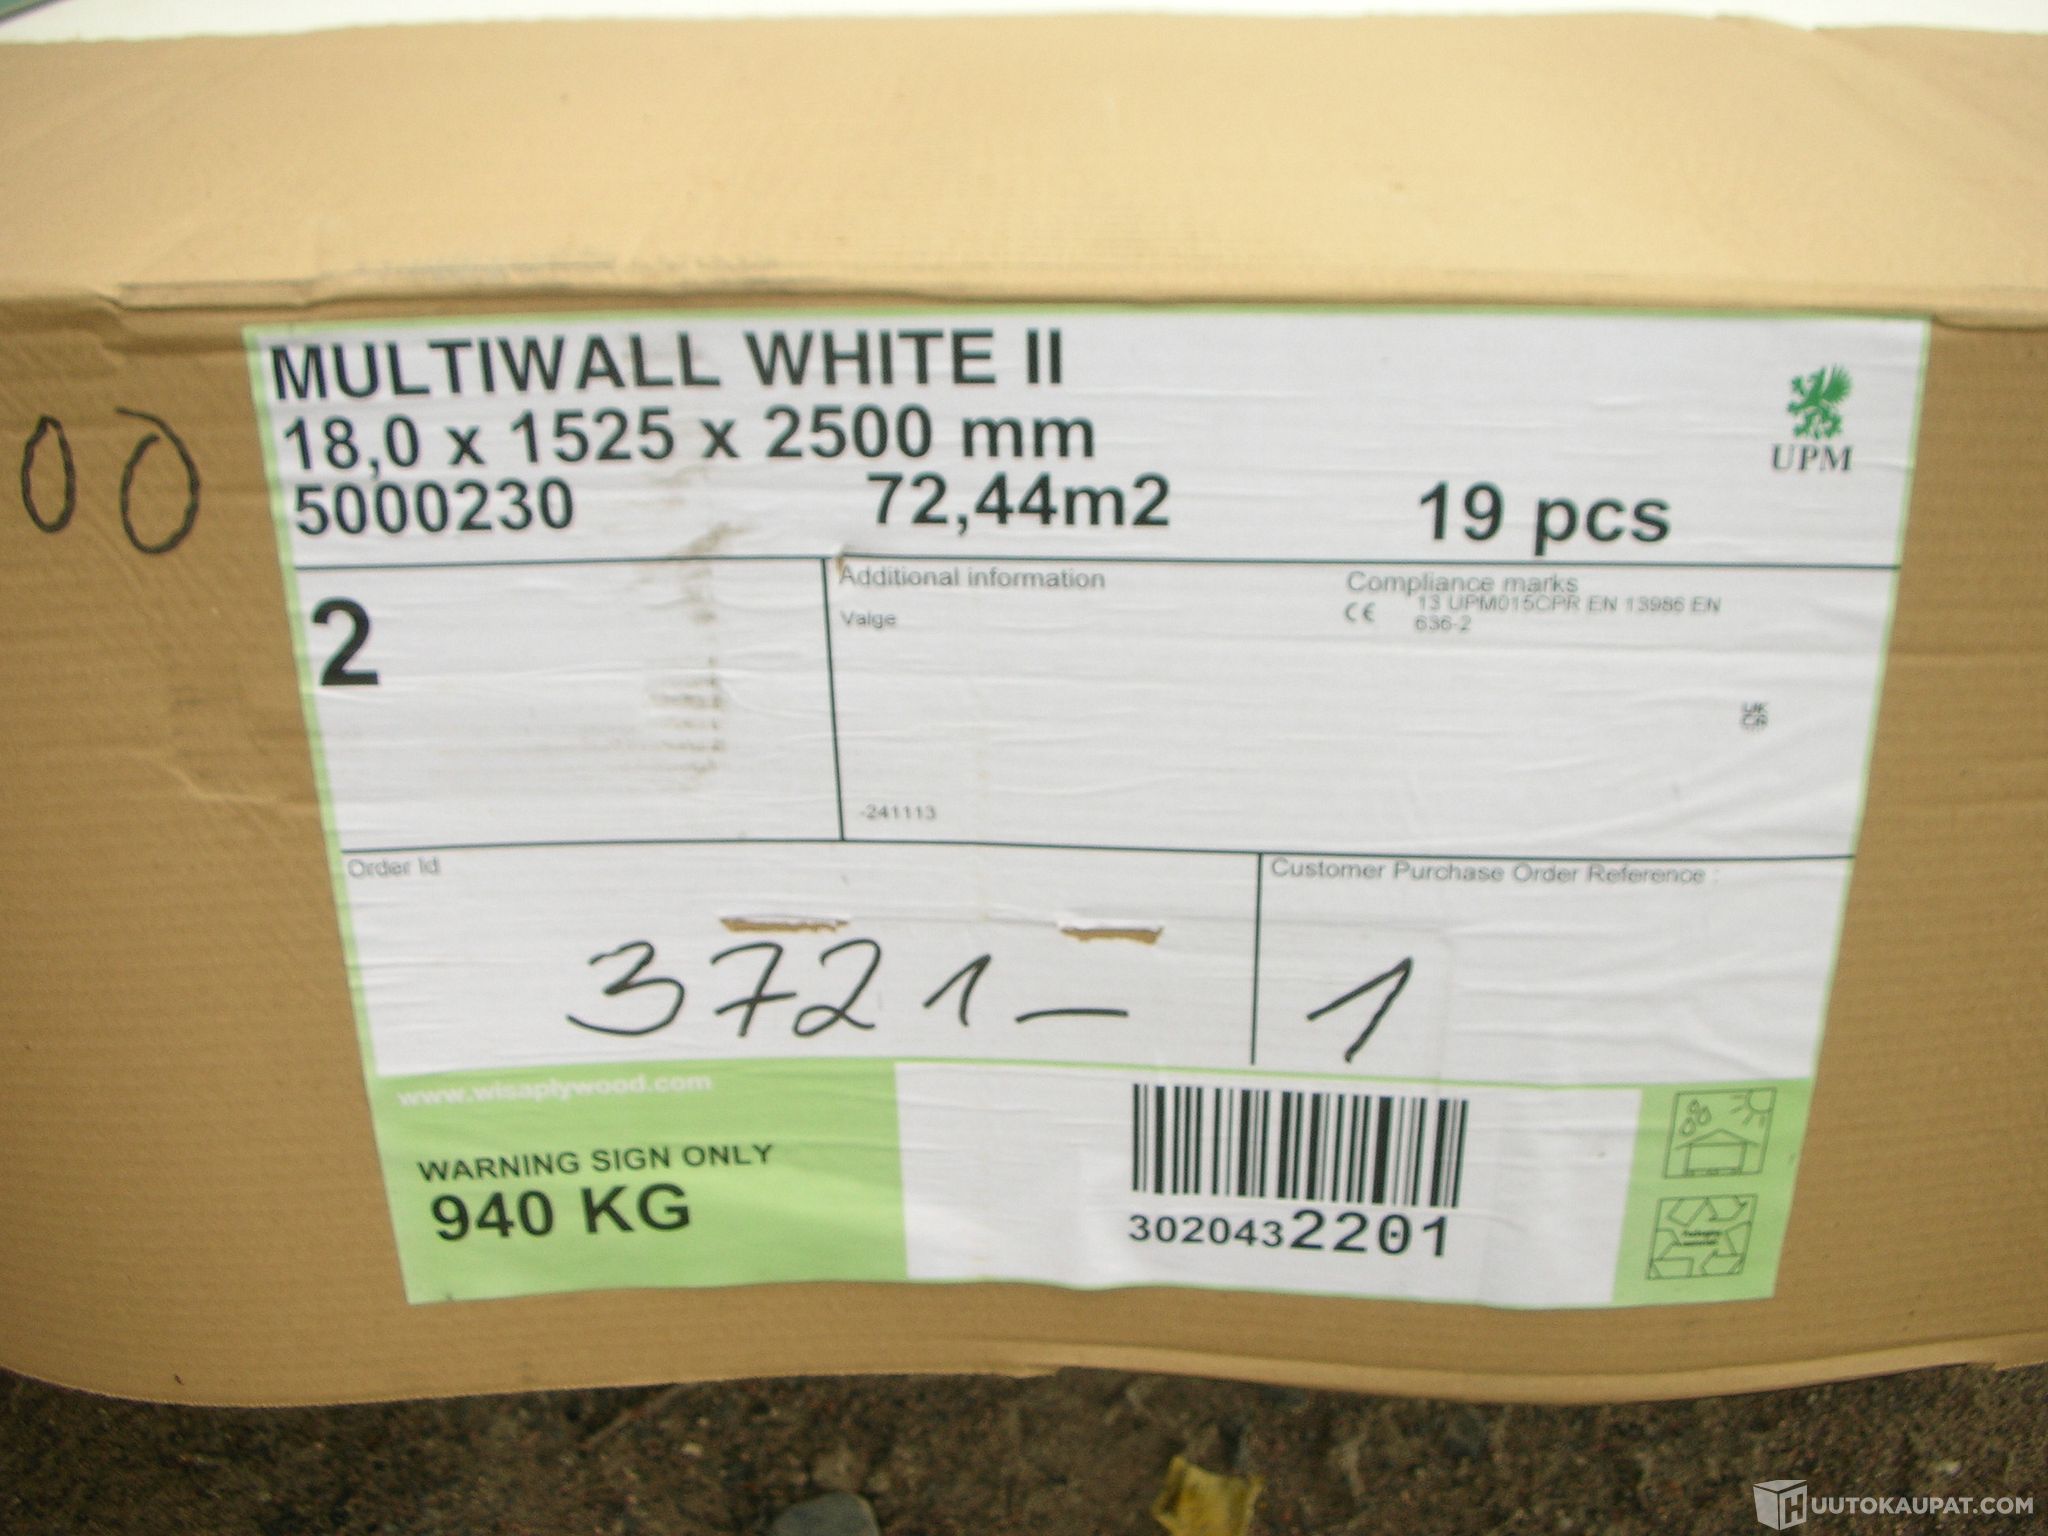 00
MULTIWALL WHITE II
18,0 x 1525 x 2500 mm
5000230 72,44m2 19 pcs
UPM
2
Additional information
Valge
-241113
Compliance marks
CE 13 UPM015CPR EN 13986 EN
636-2
UK
CA
Order Id
3721-
Customer Purchase Order Reference :
1
www.wisaplywood.com
WARNING SIGN ONLY
940 KG
3020432201
HUUTOKAUPAT.COM